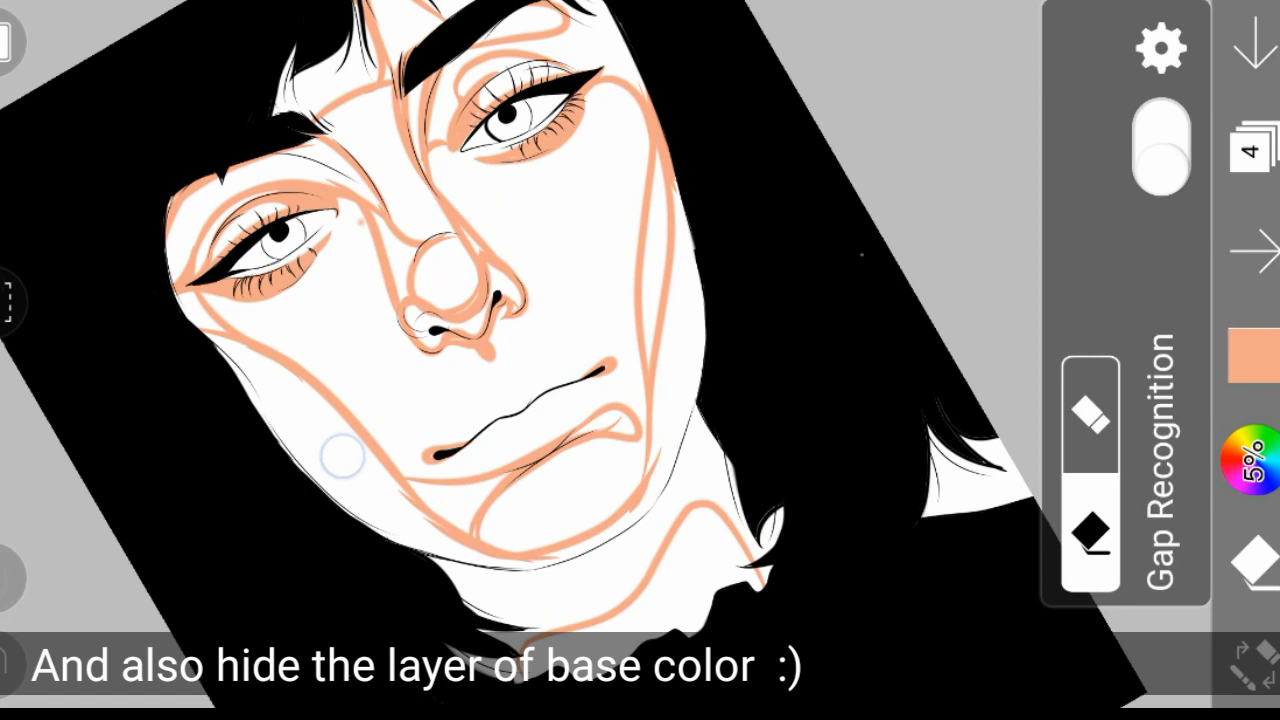 And also hide the layer of base color :)
Gap Recognition
4
5%